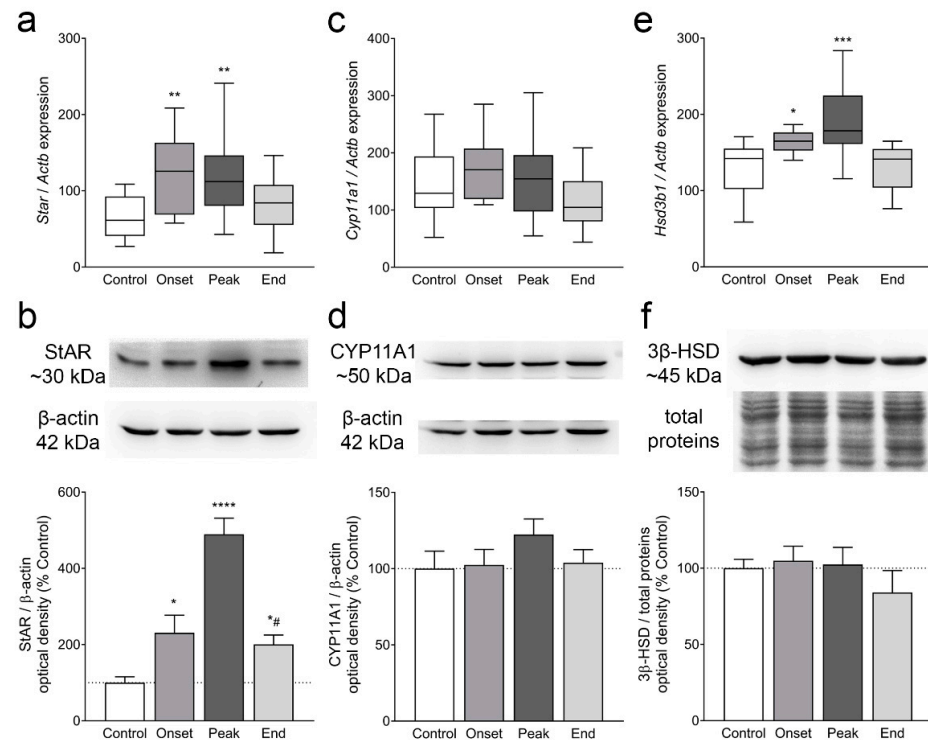 a
300
200
100
0
Star / Actb expression
**
**
Control Onset Peak End
c
400
300
200
100
0
Cyp11a1 / Actb expression
Control Onset Peak End
e
300
200
100
0
Hsd3b1 / Actb expression
*
***
Control Onset Peak End
b
StAR
~30 kDa
β-actin
42 kDa
600
400
200
0
StAR / β-actin
optical density (% Control)
*
****
*#
Control Onset Peak End
d
CYP11A1
~50 kDa
β-actin
42 kDa
150
100
50
0
CYP11A1 / β-actin
optical density (% Control)
Control Onset Peak End
f
3β-HSD
~45 kDa
total
proteins
150
100
50
0
3β-HSD / total proteins
optical density (% Control)
Control Onset Peak End